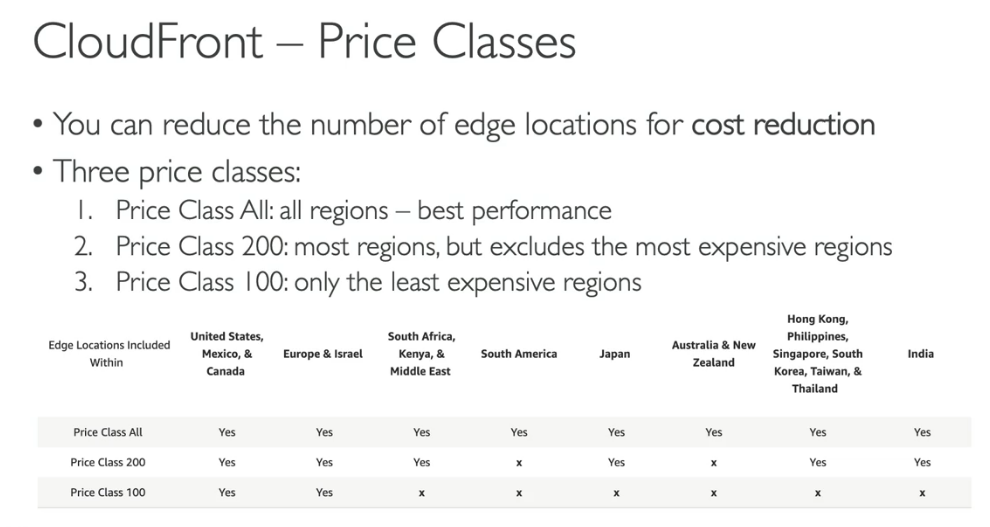 CloudFront – Price Classes
• You can reduce the number of edge locations for cost reduction
• Three price classes:
1. Price Class All: all regions – best performance
2. Price Class 200: most regions, but excludes the most expensive regions
3. Price Class 100: only the least expensive regions
Edge Locations Included
Within
United States,
Mexico, &
Canada
Europe & Israel
South Africa,
Kenya, &
Middle East
South America
Japan
Australia & New
Zealand
Hong Kong,
Philippines,
Singapore, South
Korea, Taiwan, &
Thailand
India
Price Class All Yes Yes Yes Yes Yes Yes Yes Yes
Price Class 200 Yes Yes Yes x Yes x Yes Yes
Price Class 100 Yes Yes x x x x x x